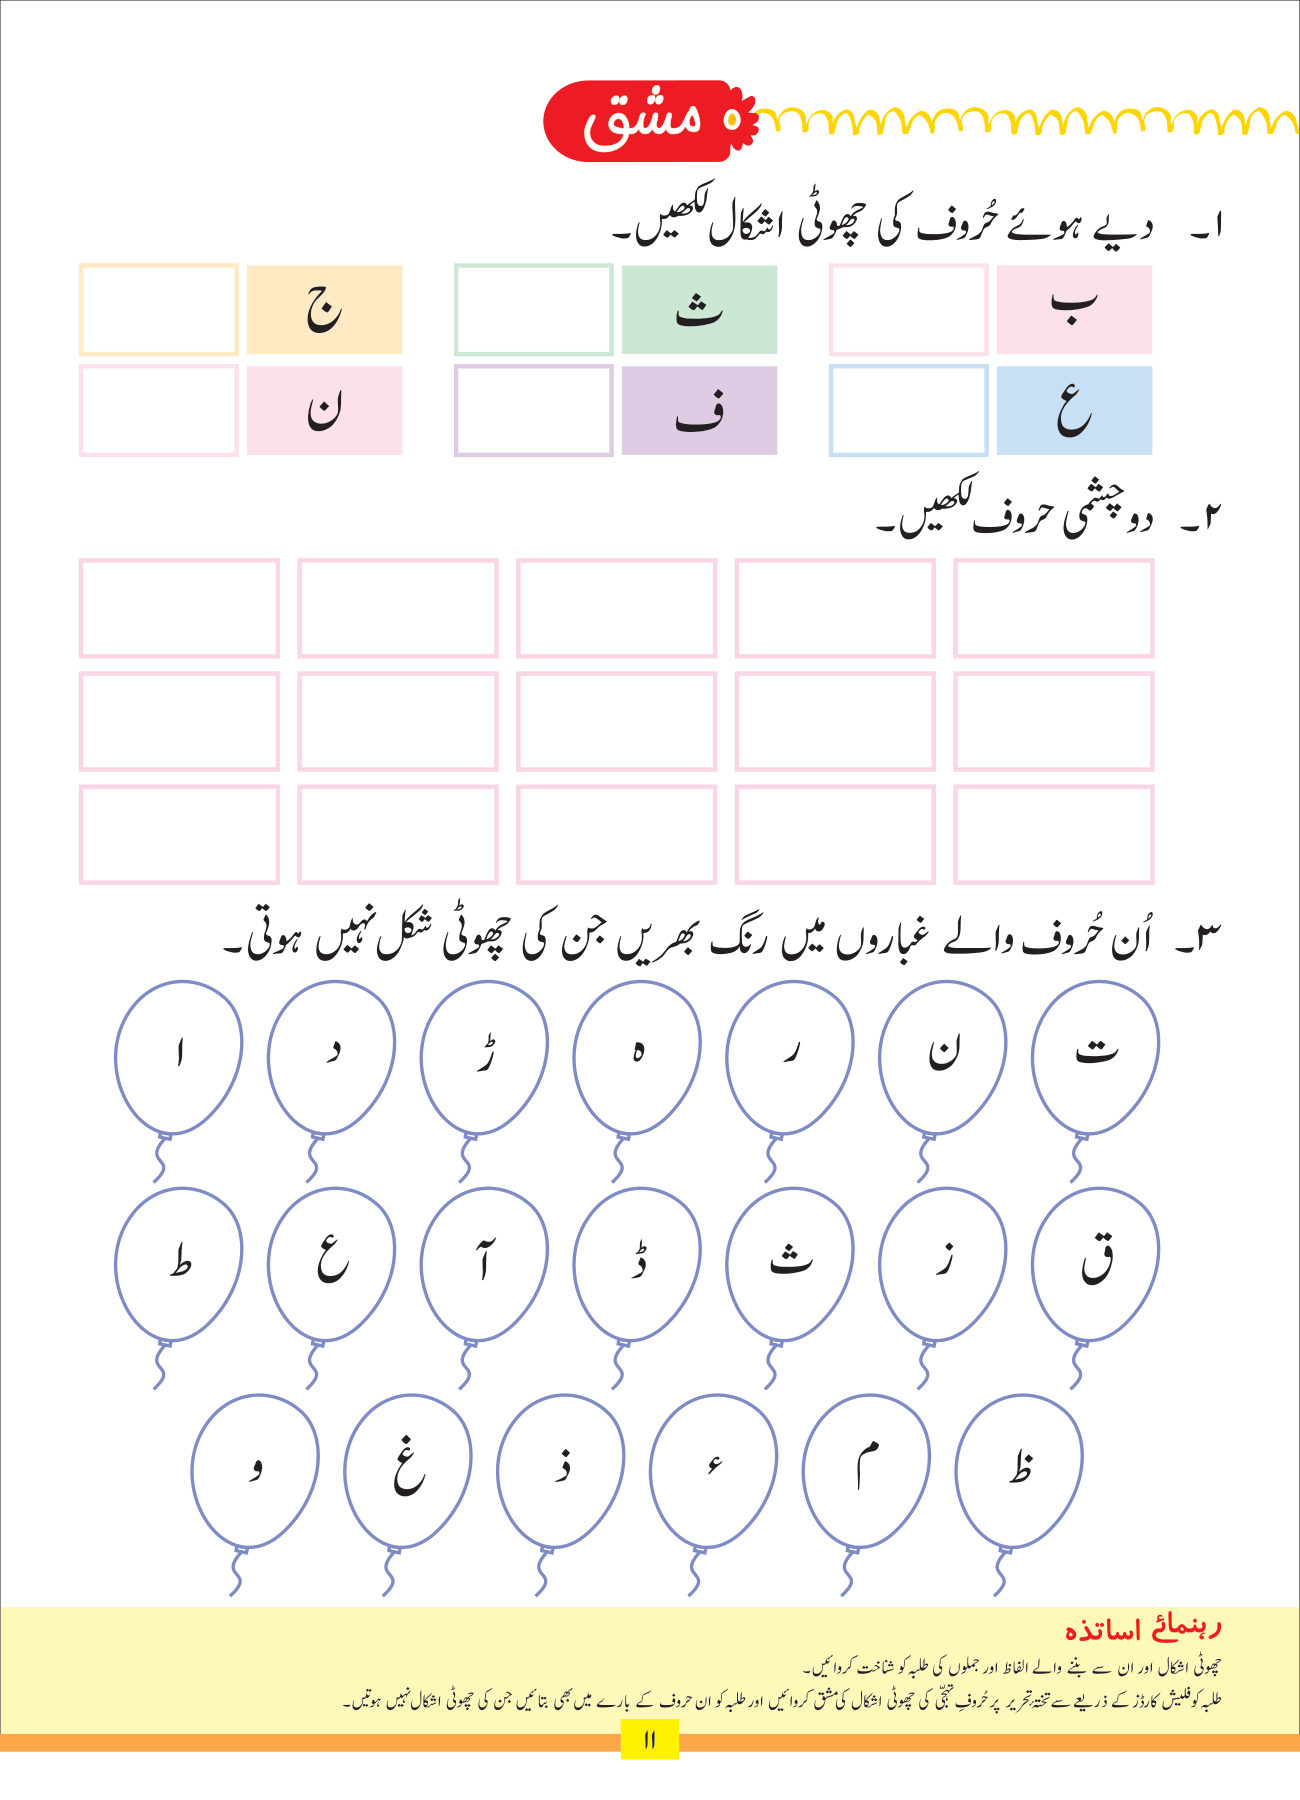 مشق
۱۔ دیے ہوئے حُروف کی چھوٹی اشکال لکھیں۔
ب ث ج
ع ف ن
۲۔ دو چشمی حروف لکھیں۔
۳۔ اُن حُروف والے غباروں میں رنگ بھریں جن کی چھوٹی شکل نہیں ہوتی۔
ت ن ر ہ ڑ د ا
ق ز ث ڈ آ ع ط
ظ م ء ذ غ و
رہنمائے اساتذہ
چھوٹی اشکال اور ان سے بننے والے الفاظ اور جملوں کی طلبہ کو شناخت کروائیں۔
طلبہ کو فلیش کارڈز کے ذریعے سے تختۂ تحریر پر حُروفِ تہجّی کی چھوٹی اشکال کی مشق کروائیں اور طلبہ کو ان حروف کے بارے میں بھی بتائیں جن کی چھوٹی اشکال نہیں ہوتیں۔
۱۱